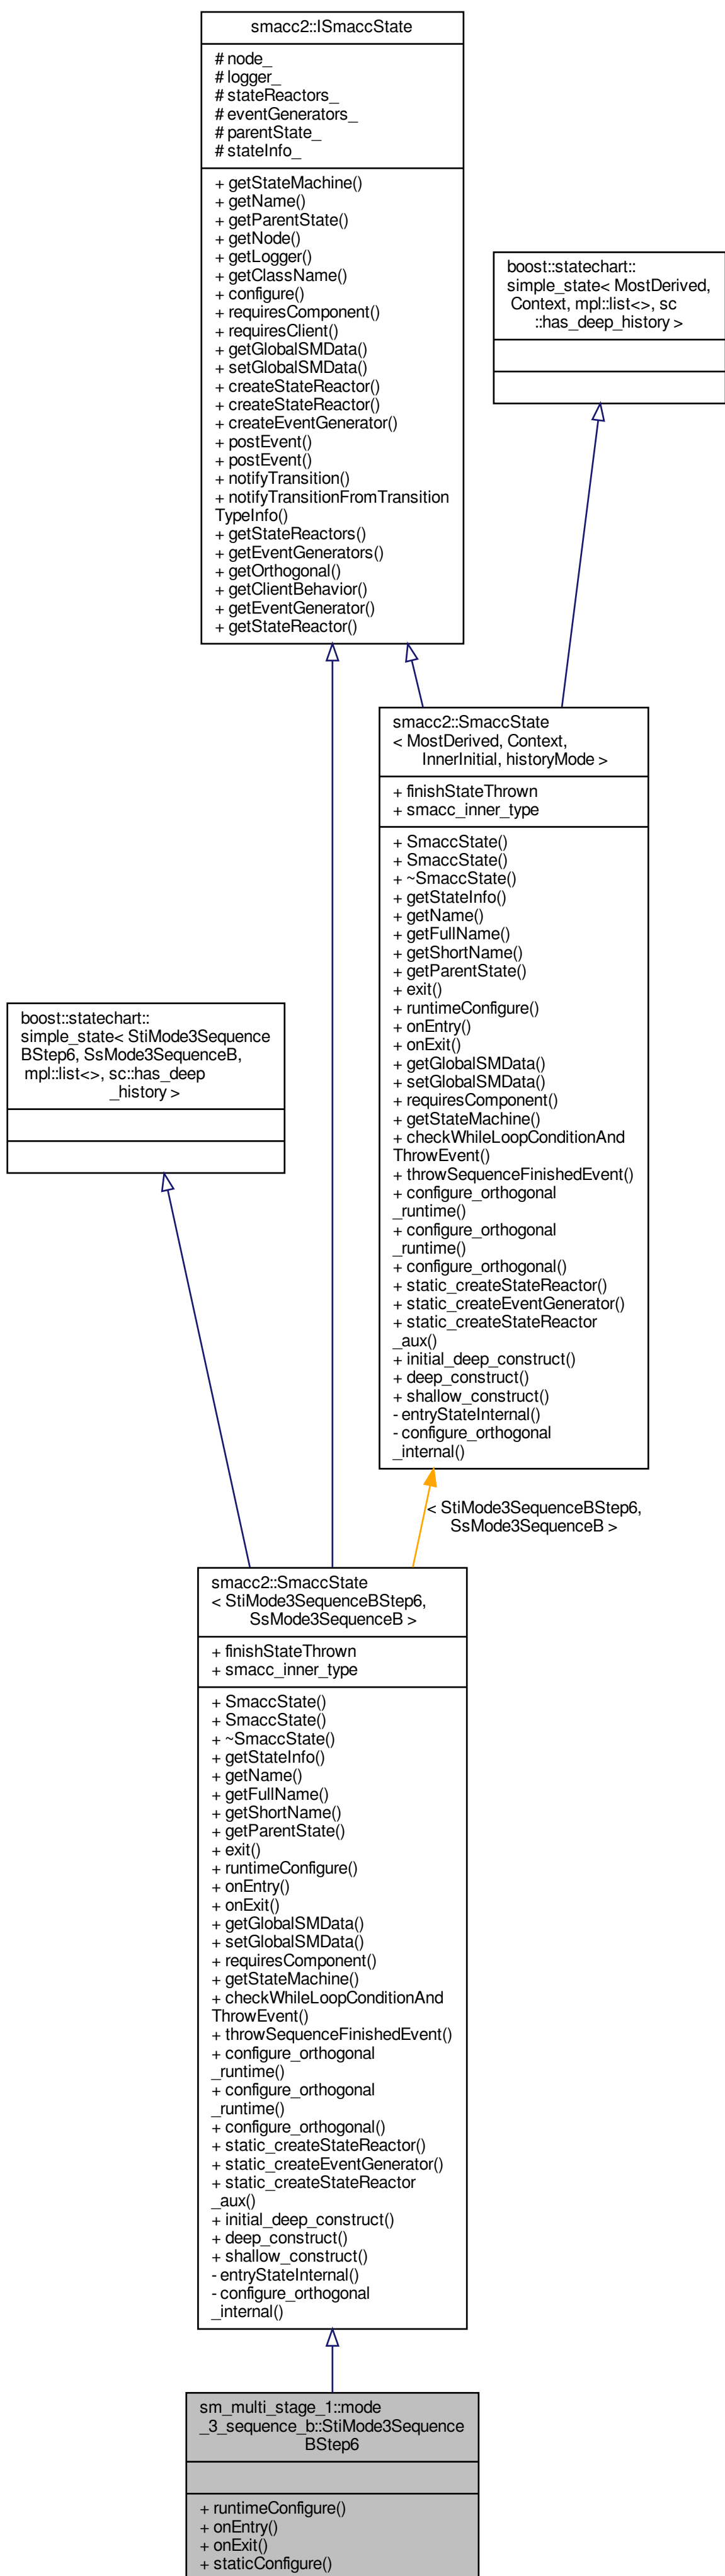 smacc2::ISmaccState
# node_
# logger_
# stateReactors_
# eventGenerators_
# parentState_
# stateInfo_
+ getStateMachine()
+ getName()
+ getParentState()
+ getNode()
+ getLogger()
+ getClassName()
+ configure()
+ requiresComponent()
+ requiresClient()
+ getGlobalSMData()
+ setGlobalSMData()
+ createStateReactor()
+ createStateReactor()
+ createEventGenerator()
+ postEvent()
+ postEvent()
+ notifyTransition()
+ notifyTransitionFromTransition
TypeInfo()
+ getStateReactors()
+ getEventGenerators()
+ getOrthogonal()
+ getClientBehavior()
+ getEventGenerator()
+ getStateReactor()
boost::statechart::
simple_state< MostDerived,
Context, mpl::list<>, sc
::has_deep_history >
smacc2::SmaccState
< MostDerived, Context,
InnerInitial, historyMode >
+ finishStateThrown
+ smacc_inner_type
+ SmaccState()
+ SmaccState()
+ ~SmaccState()
+ getStateInfo()
+ getName()
+ getFullName()
+ getShortName()
+ getParentState()
+ exit()
+ runtimeConfigure()
+ onEntry()
+ onExit()
+ getGlobalSMData()
+ setGlobalSMData()
+ requiresComponent()
+ getStateMachine()
+ checkWhileLoopConditionAnd
ThrowEvent()
+ throwSequenceFinishedEvent()
+ configure_orthogonal
_runtime()
+ configure_orthogonal
_runtime()
+ configure_orthogonal()
+ static_createStateReactor()
+ static_createEventGenerator()
+ static_createStateReactor
_aux()
+ initial_deep_construct()
+ deep_construct()
+ shallow_construct()
- entryStateInternal()
- configure_orthogonal
_internal()
boost::statechart::
simple_state< StiMode3Sequence
BStep6, SsMode3SequenceB,
mpl::list<>, sc::has_deep
_history >
< StiMode3SequenceBStep6,
SsMode3SequenceB >
smacc2::SmaccState
< StiMode3SequenceBStep6,
SsMode3SequenceB >
+ finishStateThrown
+ smacc_inner_type
+ SmaccState()
+ SmaccState()
+ ~SmaccState()
+ getStateInfo()
+ getName()
+ getFullName()
+ getShortName()
+ getParentState()
+ exit()
+ runtimeConfigure()
+ onEntry()
+ onExit()
+ getGlobalSMData()
+ setGlobalSMData()
+ requiresComponent()
+ getStateMachine()
+ checkWhileLoopConditionAnd
ThrowEvent()
+ throwSequenceFinishedEvent()
+ configure_orthogonal
_runtime()
+ configure_orthogonal
_runtime()
+ configure_orthogonal()
+ static_createStateReactor()
+ static_createEventGenerator()
+ static_createStateReactor
_aux()
+ initial_deep_construct()
+ deep_construct()
+ shallow_construct()
- entryStateInternal()
- configure_orthogonal
_internal()
sm_multi_stage_1::mode
_3_sequence_b::StiMode3Sequence
BStep6
+ runtimeConfigure()
+ onEntry()
+ onExit()
+ staticConfigure()